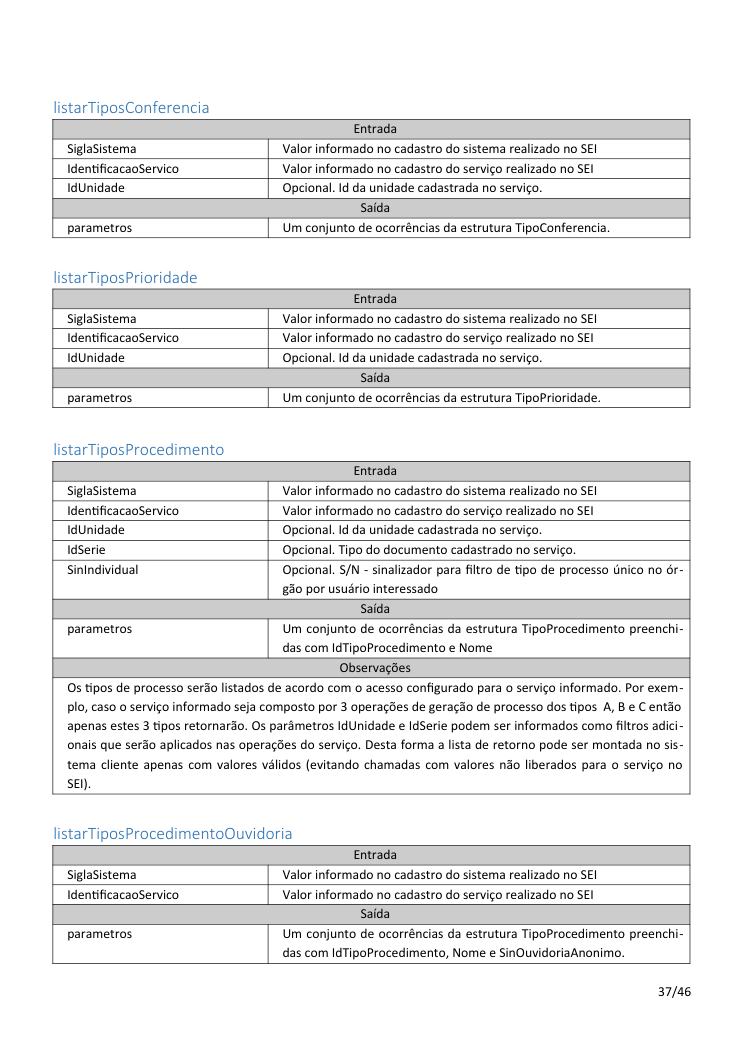 listarTiposConferencia
Entrada
SiglaSistema Valor informado no cadastro do sistema realizado no SEI
IdentificacaoServico Valor informado no cadastro do serviço realizado no SEI
IdUnidade Opcional. Id da unidade cadastrada no serviço.
Saída
parametros Um conjunto de ocorrências da estrutura TipoConferencia.
listarTiposPrioridade
Entrada
SiglaSistema Valor informado no cadastro do sistema realizado no SEI
IdentificacaoServico Valor informado no cadastro do serviço realizado no SEI
IdUnidade Opcional. Id da unidade cadastrada no serviço.
Saída
parametros Um conjunto de ocorrências da estrutura TipoPrioridade.
listarTiposProcedimento
Entrada
SiglaSistema Valor informado no cadastro do sistema realizado no SEI
IdentificacaoServico Valor informado no cadastro do serviço realizado no SEI
IdUnidade Opcional. Id da unidade cadastrada no serviço.
IdSerie Opcional. Tipo do documento cadastrado no serviço.
SinIndividual Opcional. S/N - sinalizador para filtro de tipo de processo único no ór-
gão por usuário interessado
Saída
parametros Um conjunto de ocorrências da estrutura TipoProcedimento preenchi-
das com IdTipoProcedimento e Nome
Observações
Os tipos de processo serão listados de acordo com o acesso configurado para o serviço informado. Por exem-
plo, caso o serviço informado seja composto por 3 operações de geração de processo dos tipos A, B e C então
apenas estes 3 tipos retornarão. Os parâmetros IdUnidade e IdSerie podem ser informados como filtros adici-
onais que serão aplicados nas operações do serviço. Desta forma a lista de retorno pode ser montada no sis-
tema cliente apenas com valores válidos (evitando chamadas com valores não liberados para o serviço no
SEI).
listarTiposProcedimentoOuvidoria
Entrada
SiglaSistema Valor informado no cadastro do sistema realizado no SEI
IdentificacaoServico Valor informado no cadastro do serviço realizado no SEI
Saída
parametros Um conjunto de ocorrências da estrutura TipoProcedimento preenchi-
das com IdTipoProcedimento, Nome e SinOuvidoriaAnonimo.
37/46